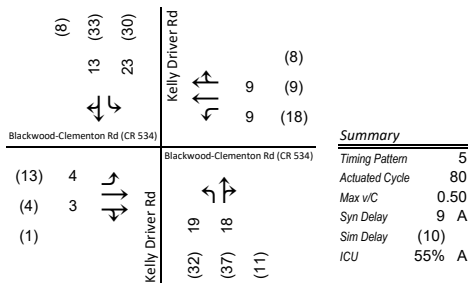 (8) (33) (30)
13 23
Kelly Driver Rd
(8)
9 (9)
9 (18)
Blackwood-Clementon Rd (CR 534)
Blackwood-Clementon Rd (CR 534)
(13) 4
(4) 3
(1)
Kelly Driver Rd
19 18
(32) (37) (11)
Summary
Timing Pattern 5
Actuated Cycle 80
Max v/C 0.50
Syn Delay 9 A
Sim Delay (10)
ICU 55% A